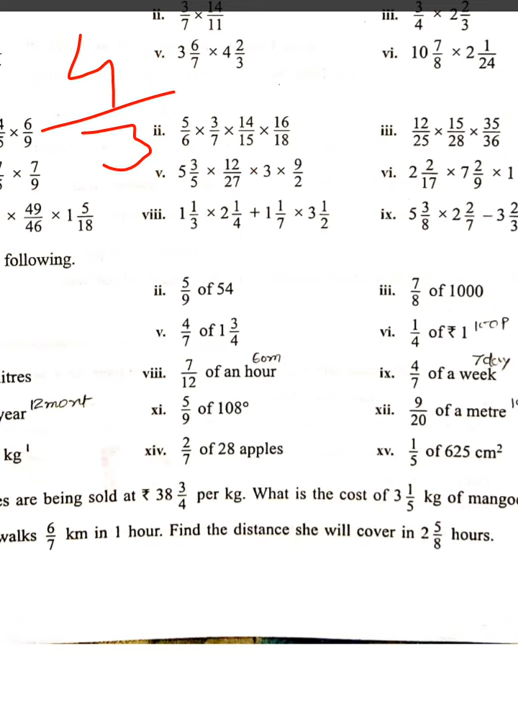 ii. 3/7 × 14/11 iii. 3/4 × 2 2/3
v. 3 6/7 × 4 2/3 vi. 10 7/8 × 2 1/24
4
3
× 6/9 ii. 5/6 × 3/7 × 14/15 × 16/18 iii. 12/25 × 15/28 × 35/36
× 7/9 v. 5 3/5 × 12/27 × 3 × 9/2 vi. 2 2/17 × 7 2/9 × 1
× 49/46 × 1 5/18 viii. 1 1/3 × 2 1/4 + 1 1/7 × 3 1/2 ix. 5 3/8 × 2 2/7 − 3 2/3
following.
ii. 5/9 of 54 iii. 7/8 of 1000
v. 4/7 of 1 3/4 vi. 1/4 of ₹ 1 100P
itres viii. 7/12 of an hour 60m ix. 4/7 of a week 7day
year 12mont xi. 5/9 of 108° xii. 9/20 of a metre
kg 1 xiv. 2/7 of 28 apples xv. 1/5 of 625 cm²
es are being sold at ₹ 38 3/4 per kg. What is the cost of 3 1/5 kg of mango
walks 6/7 km in 1 hour. Find the distance she will cover in 2 5/8 hours.